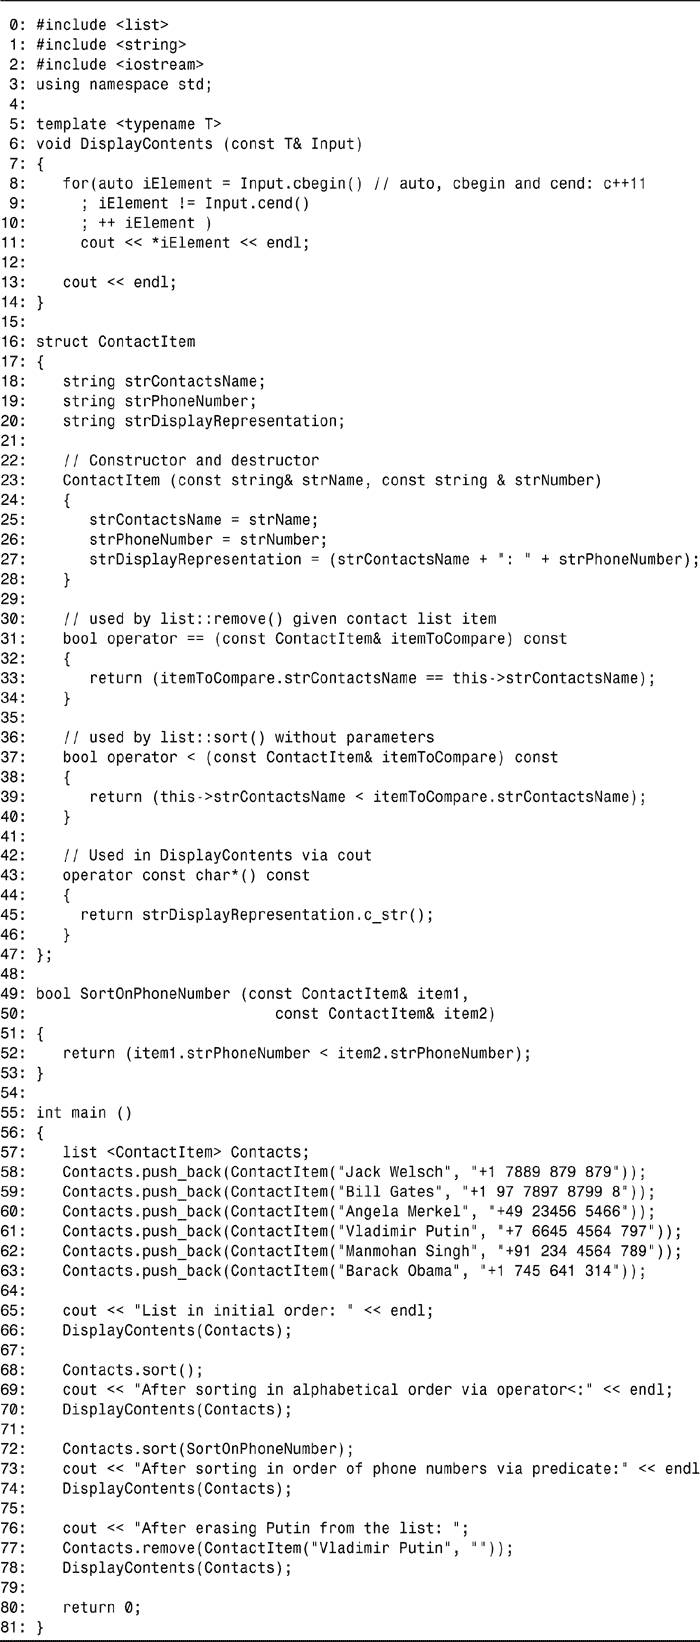 0: #include <list>
1: #include <string>
2: #include <iostream>
3: using namespace std;
4:
5: template <typename T>
6: void DisplayContents (const T& Input)
7: {
8:    for(auto iElement = Input.cbegin() // auto, cbegin and cend: c++11
9:      ; iElement != Input.cend()
10:      ; ++ iElement )
11:      cout << *iElement << endl;
12:
13:    cout << endl;
14: }
15:
16: struct ContactItem
17: {
18:    string strContactsName;
19:    string strPhoneNumber;
20:    string strDisplayRepresentation;
21:
22:    // Constructor and destructor
23:    ContactItem (const string& strName, const string & strNumber)
24:    {
25:       strContactsName = strName;
26:       strPhoneNumber = strNumber;
27:       strDisplayRepresentation = (strContactsName + ": " + strPhoneNumber);
28:    }
29:
30:    // used by list::remove() given contact list item
31:    bool operator == (const ContactItem& itemToCompare) const
32:    {
33:       return (itemToCompare.strContactsName == this->strContactsName);
34:    }
35:
36:    // used by list::sort() without parameters
37:    bool operator < (const ContactItem& itemToCompare) const
38:    {
39:       return (this->strContactsName < itemToCompare.strContactsName);
40:    }
41:
42:    // Used in DisplayContents via cout
43:    operator const char*() const
44:    {
45:      return strDisplayRepresentation.c_str();
46:    }
47: };
48:
49: bool SortOnPhoneNumber (const ContactItem& item1,
50:                            const ContactItem& item2)
51: {
52:    return (item1.strPhoneNumber < item2.strPhoneNumber);
53: }
54:
55: int main ()
56: {
57:    list <ContactItem> Contacts;
58:    Contacts.push_back(ContactItem("Jack Welsch", "+1 7889 879 879"));
59:    Contacts.push_back(ContactItem("Bill Gates", "+1 97 7897 8799 8"));
60:    Contacts.push_back(ContactItem("Angela Merkel", "+49 23456 5466"));
61:    Contacts.push_back(ContactItem("Vladimir Putin", "+7 6645 4564 797"));
62:    Contacts.push_back(ContactItem("Manmohan Singh", "+91 234 4564 789"));
63:    Contacts.push_back(ContactItem("Barack Obama", "+1 745 641 314"));
64:
65:    cout << "List in initial order: " << endl;
66:    DisplayContents(Contacts);
67:
68:    Contacts.sort();
69:    cout << "After sorting in alphabetical order via operator<:" << endl;
70:    DisplayContents(Contacts);
71:
72:    Contacts.sort(SortOnPhoneNumber);
73:    cout << "After sorting in order of phone numbers via predicate:" << endl
74:    DisplayContents(Contacts);
75:
76:    cout << "After erasing Putin from the list: ";
77:    Contacts.remove(ContactItem("Vladimir Putin", ""));
78:    DisplayContents(Contacts);
79:
80:    return 0;
81: }